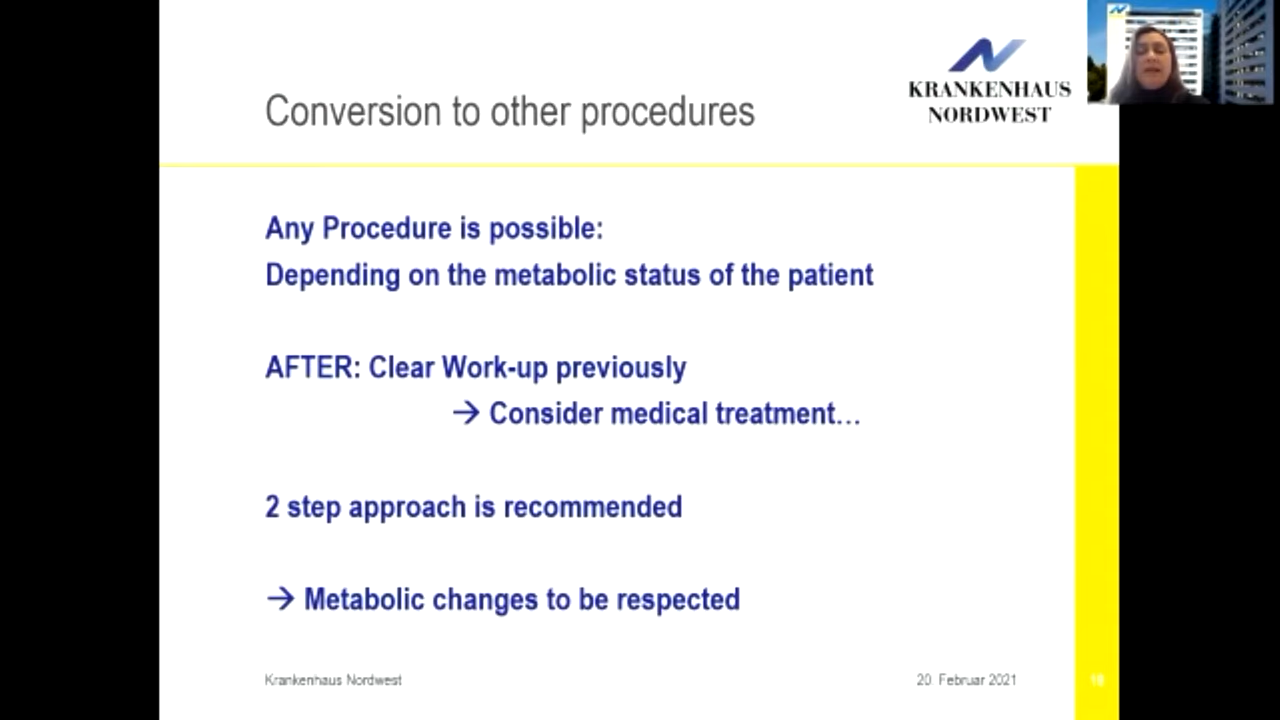 KRANKENHAUS
NORDWEST
Conversion to other procedures
Any Procedure is possible:
Depending on the metabolic status of the patient
AFTER: Clear Work-up previously
→ Consider medical treatment…
2 step approach is recommended
→ Metabolic changes to be respected
Krankenhaus Nordwest
20. Februar 2021